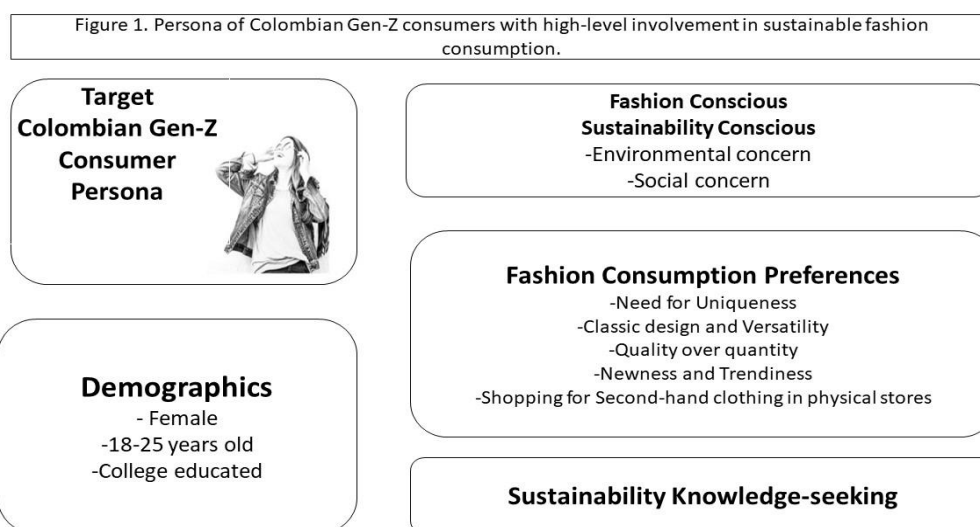 Figure 1. Persona of Colombian Gen-Z consumers with high-level involvement in sustainable fashion
consumption.
Target
Colombian Gen-Z
Consumer
Persona
Fashion Conscious
Sustainability Conscious
-Environmental concern
-Social concern
Demographics
- Female
-18-25 years old
-College educated
Fashion Consumption Preferences
-Need for Uniqueness
-Classic design and Versatility
-Quality over quantity
-Newness and Trendiness
-Shopping for Second-hand clothing in physical stores
Sustainability Knowledge-seeking